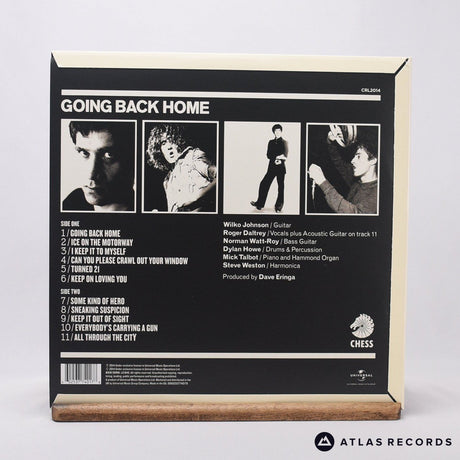 CRL2014
GOING BACK HOME
SIDE ONE
1/GOING BACK HOME
2/ICE ON THE MOTORWAY
3/I KEEP IT TO MYSELF
4/CAN YOU PLEASE CRAWL OUT YOUR WINDOW
5/TURNED 21
6/KEEP ON LOVING YOU
SIDE TWO
7/SOME KIND OF HERO
8/SNEAKING SUSPICION
9/KEEP IT OUT OF SIGHT
10/EVERYBODY'S CARRYING A GUN
11/ALL THROUGH THE CITY
Wilko Johnson/Guitar
Roger Daltrey/Vocals plus Acoustic Guitar on track 11
Norman Watt-Roy/Bass Guitar
Dylan Howe/Drums & Percussion
Mick Talbot/Piano and Hammond Organ
Steve Weston/Harmonica
Produced by Dave Eringa
CHESS
UNIVERSAL
ATLAS RECORDS